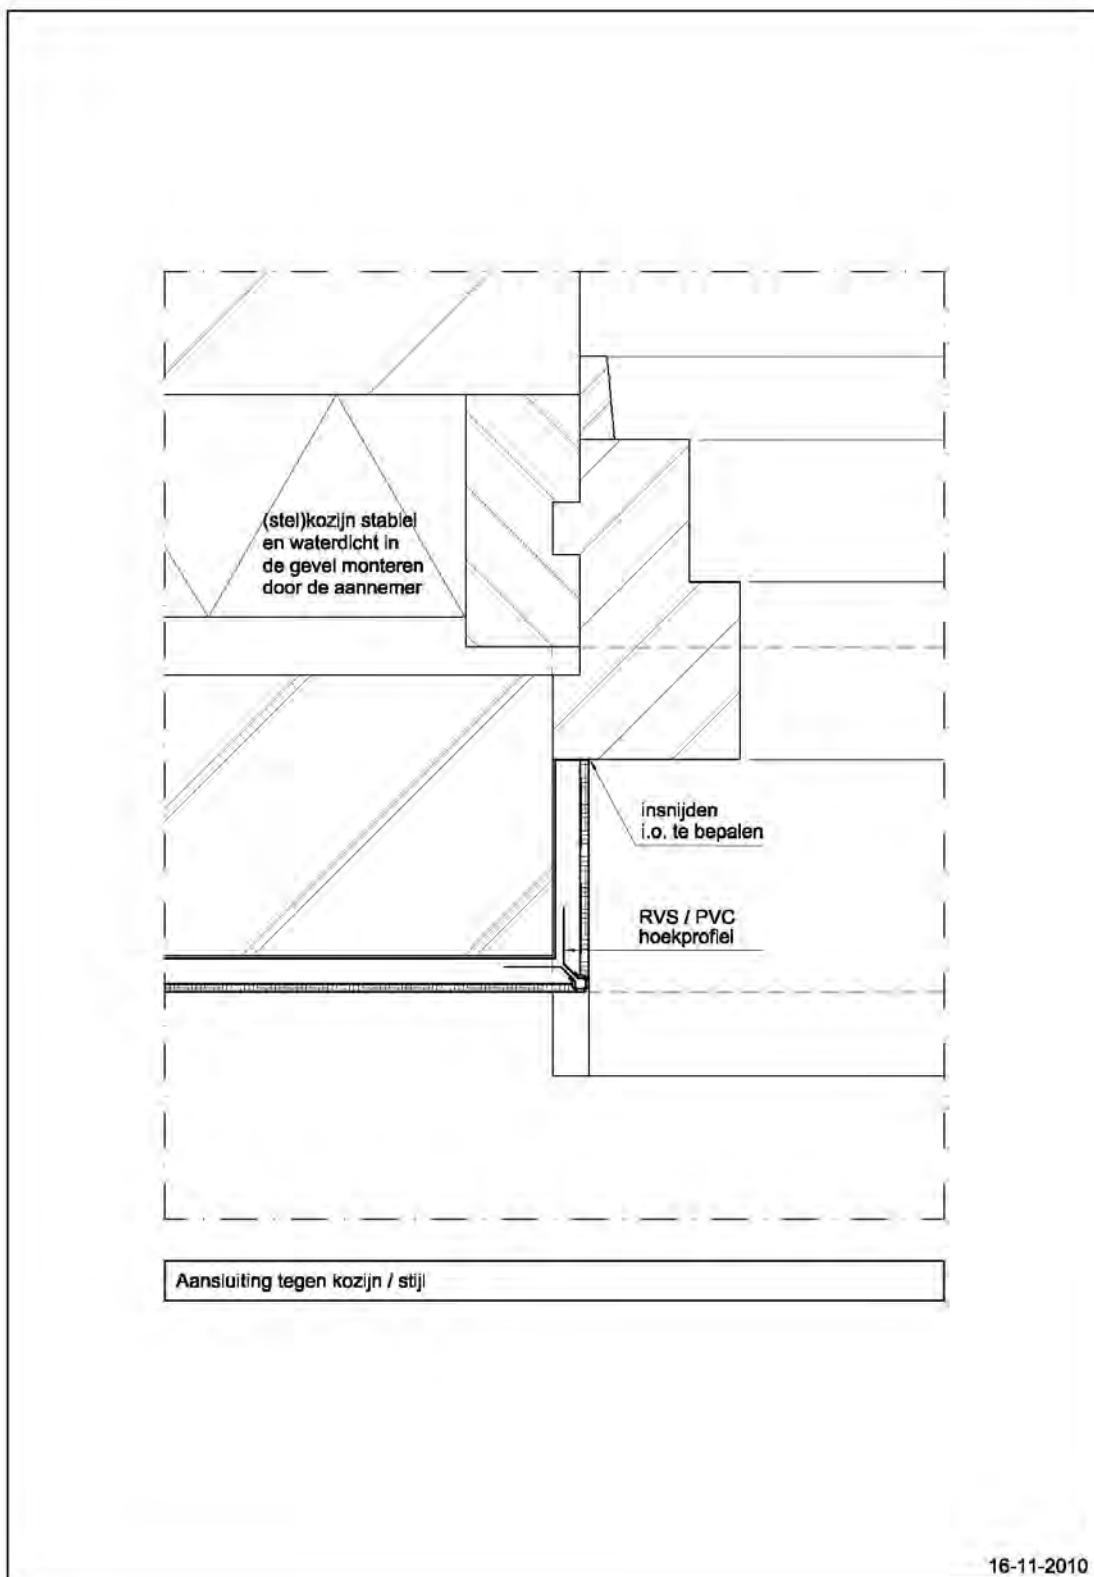 (stel)kozijn stabiel
en waterdicht in
de gevel monteren
door de aannemer
insnijden
i.o. te bepalen
RVS / PVC
hoekprofiel
Aansluiting tegen kozijn / stijl
16-11-2010